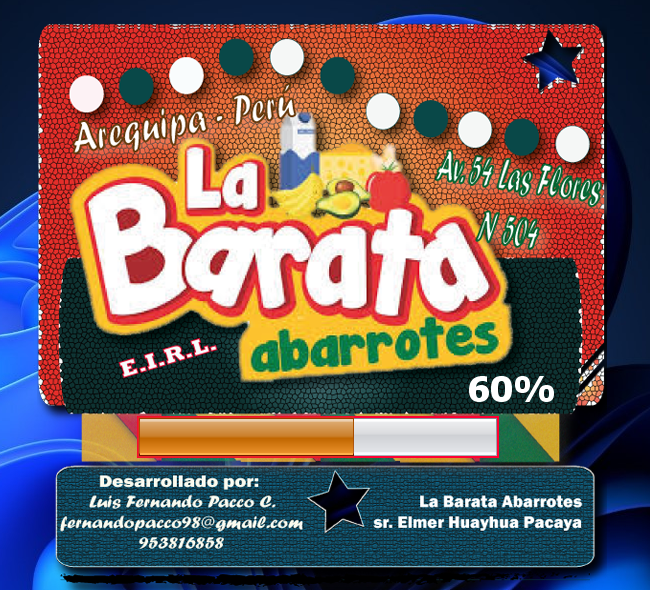 Arequipa - Perú
Av. 54 Las Flores
N 504
La
Barata
abarrotes
E.I.R.L.
60%
Desarrollado por:
Luis Fernando Pacco C.
fernandopacco98@gmail.com
953816858
La Barata Abarrotes
sr. Elmer Huayhua Pacaya